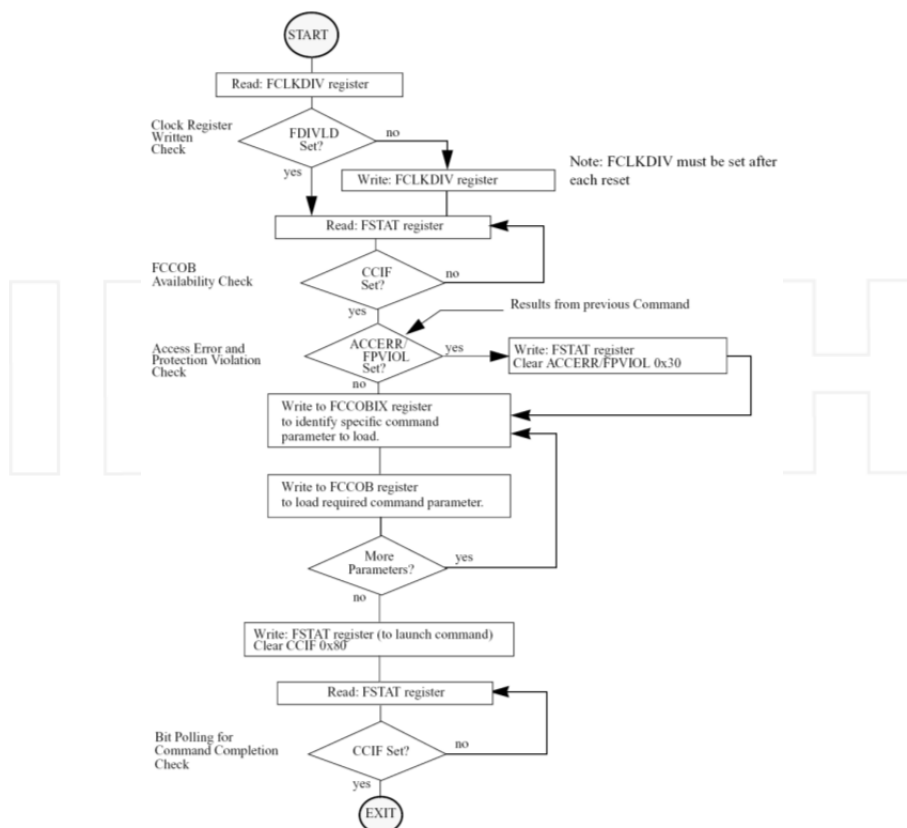 START
Read: FCLKDIV register
Clock Register
Written
Check
FDIVLD
Set?
no
yes
Note: FCLKDIV must be set after
each reset
Write: FCLKDIV register
Read: FSTAT register
FCCOB
Availability Check
CCIF
Set?
no
yes
Results from previous Command
Access Error and
Protection Violation
Check
ACCERR/
FPVIOL
Set?
yes
no
Write: FSTAT register
Clear ACCERR/FPVIOL 0x30
Write to FCCOBIX register
to identify specific command
parameter to load.
Write to FCCOB register
to load required command parameter.
More
Parameters?
yes
no
Write: FSTAT register (to launch command)
Clear CCIF 0x80
Read: FSTAT register
Bit Polling for
Command Completion
Check
CCIF Set?
no
yes
EXIT